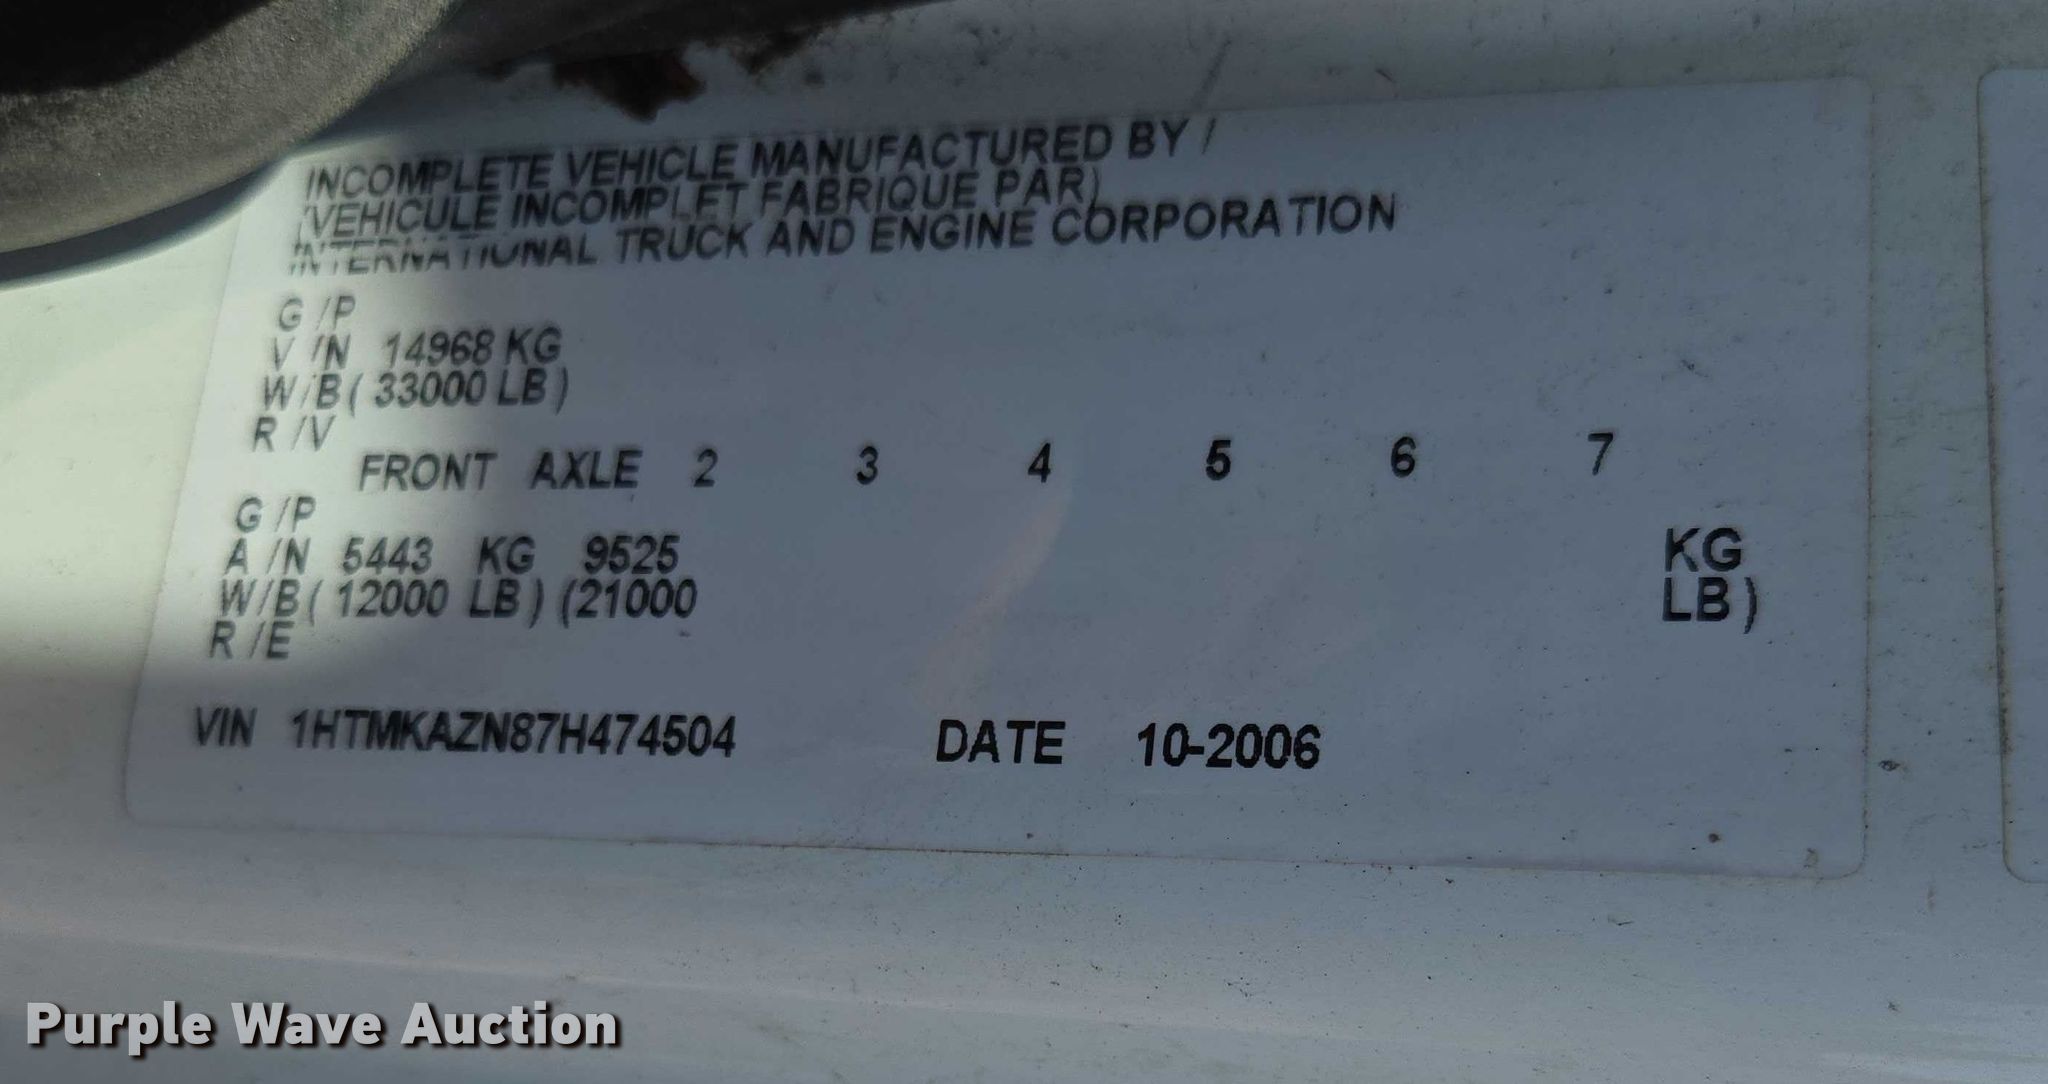 INCOMPLETE VEHICLE MANUFACTURED BY /
(VEHICULE INCOMPLET FABRIQUE PAR)
INTERNATIONAL TRUCK AND ENGINE CORPORATION
G /P
V /N 14968 KG
W/B ( 33000 LB )
R /V
FRONT AXLE 2 3 4 5 6 7
G /P
A /N 5443 KG 9525 KG
W/B ( 12000 LB ) (21000 LB )
R /E
VIN 1HTMKAZN87H474504 DATE 10-2006
Purple Wave Auction